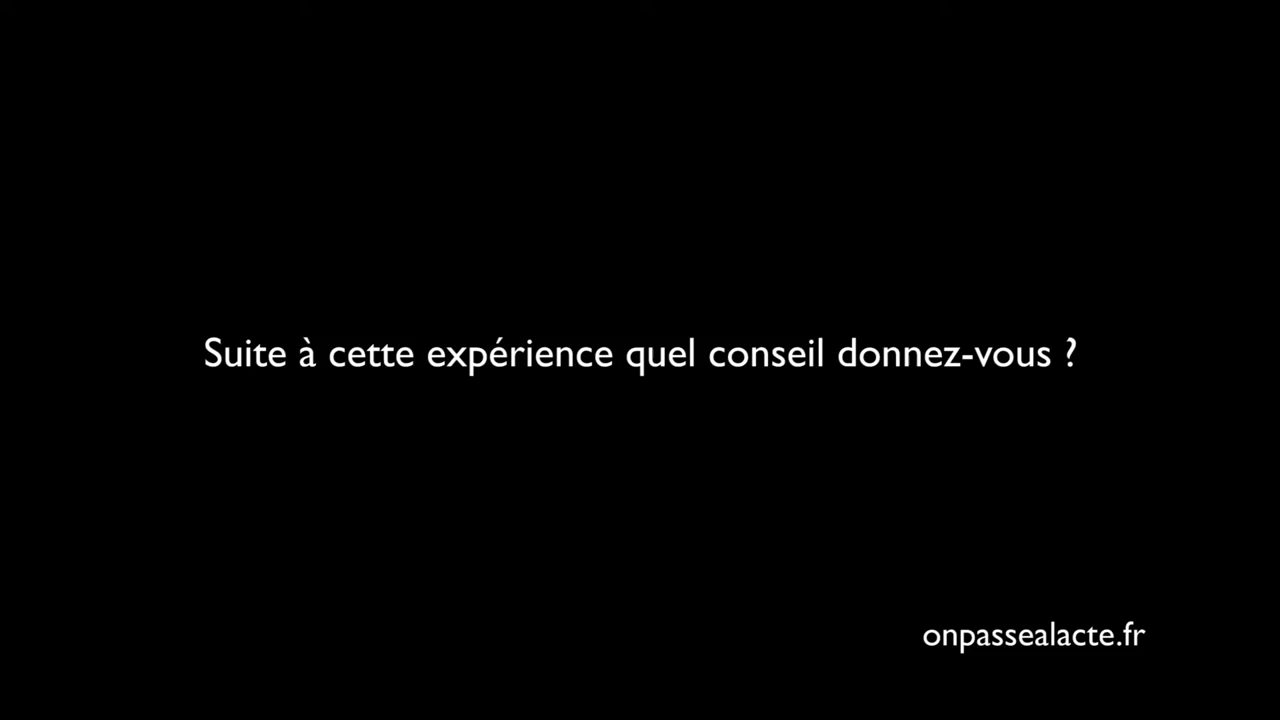 Suite à cette expérience quel conseil donnez-vous ?
onpassealacte.fr